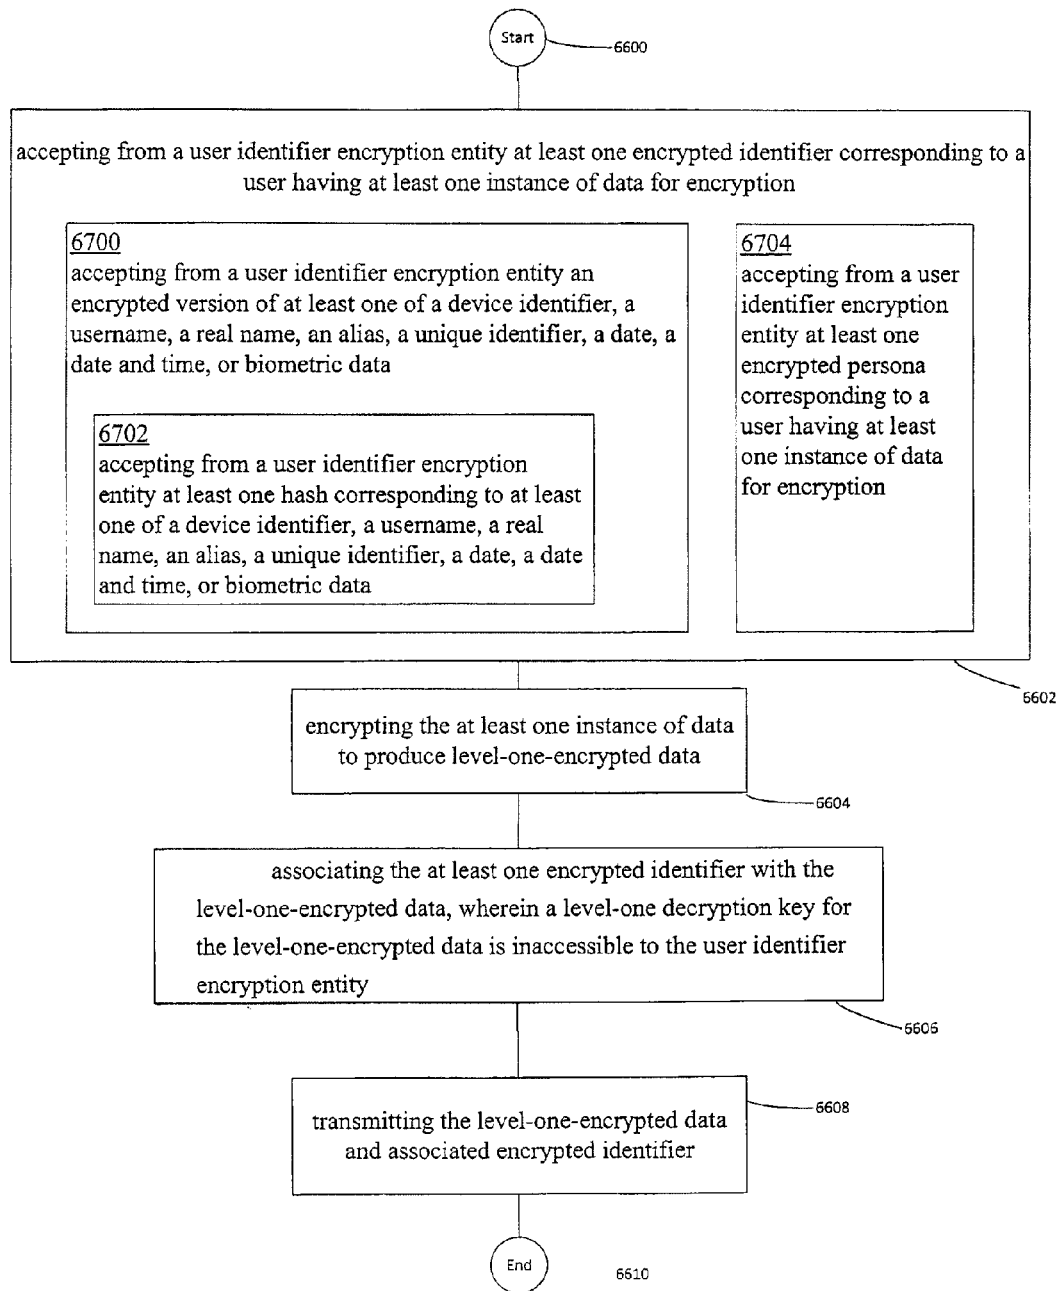 Start
6600
accepting from a user identifier encryption entity at least one encrypted identifier corresponding to a
user having at least one instance of data for encryption
6700
accepting from a user identifier encryption entity an
encrypted version of at least one of a device identifier, a
username, a real name, an alias, a unique identifier, a date, a
date and time, or biometric data
6702
accepting from a user identifier encryption
entity at least one hash corresponding to at least
one of a device identifier, a username, a real
name, an alias, a unique identifier, a date, a date
and time, or biometric data
6704
accepting from a user
identifier encryption
entity at least one
encrypted persona
corresponding to a
user having at least
one instance of data
for encryption
6602
encrypting the at least one instance of data
to produce level-one-encrypted data
6604
associating the at least one encrypted identifier with the
level-one-encrypted data, wherein a level-one decryption key for
the level-one-encrypted data is inaccessible to the user identifier
encryption entity
6606
transmitting the level-one-encrypted data
and associated encrypted identifier
6608
End
6610